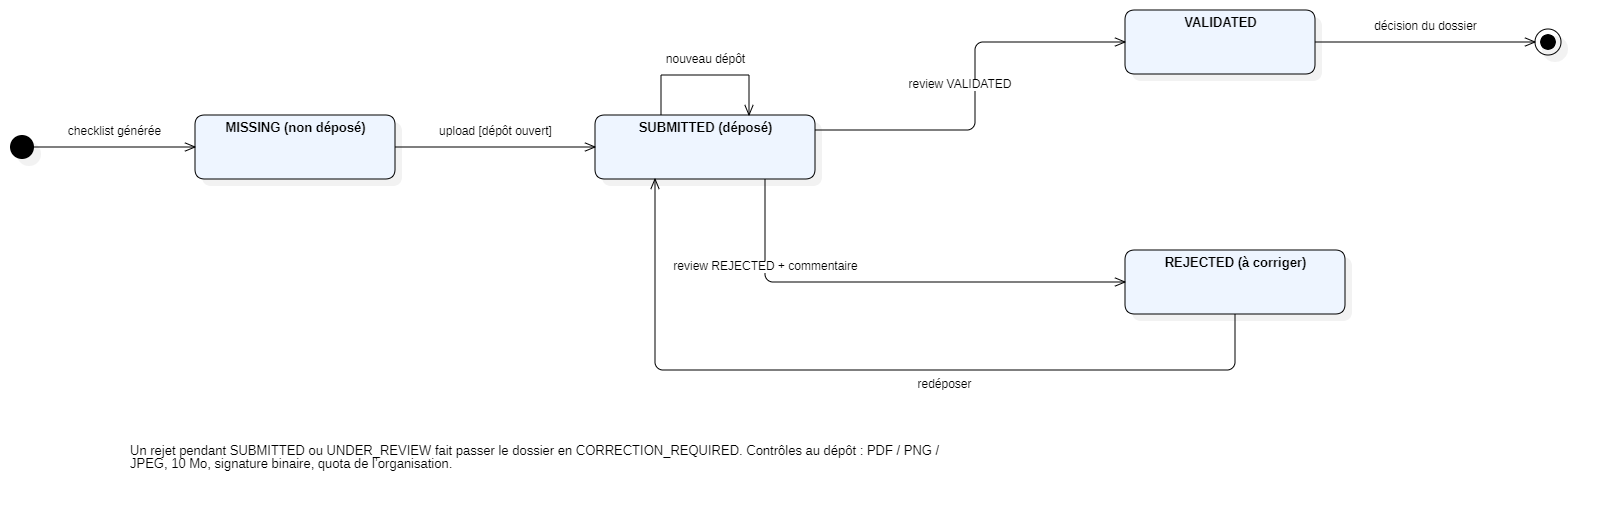 VALIDATED
décision du dossier
nouveau dépôt
review VALIDATED
checklist générée
MISSING (non déposé)
upload [dépôt ouvert]
SUBMITTED (déposé)
review REJECTED + commentaire
REJECTED (à corriger)
redéposer
Un rejet pendant SUBMITTED ou UNDER_REVIEW fait passer le dossier en CORRECTION_REQUIRED. Contrôles au dépôt : PDF / PNG /
JPEG, 10 Mo, signature binaire, quota de l'organisation.